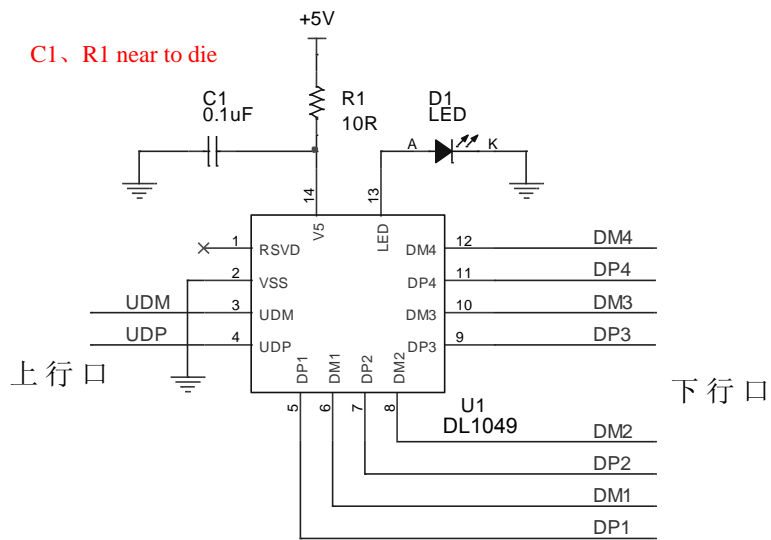 +5V
C1、R1 near to die
C1
0.1uF
R1
10R
D1
LED
A
K
14
13
V5
LED
1
RSVD
2
VSS
UDM
3
UDM
UDP
4
UDP
DM4
12
DM4
DP4
11
DP4
DM3
10
DM3
DP3
9
DP3
上行口
下行口
DP1
DM1
DP2
DM2
5
6
7
8
U1
DL1049
DM2
DP2
DM1
DP1